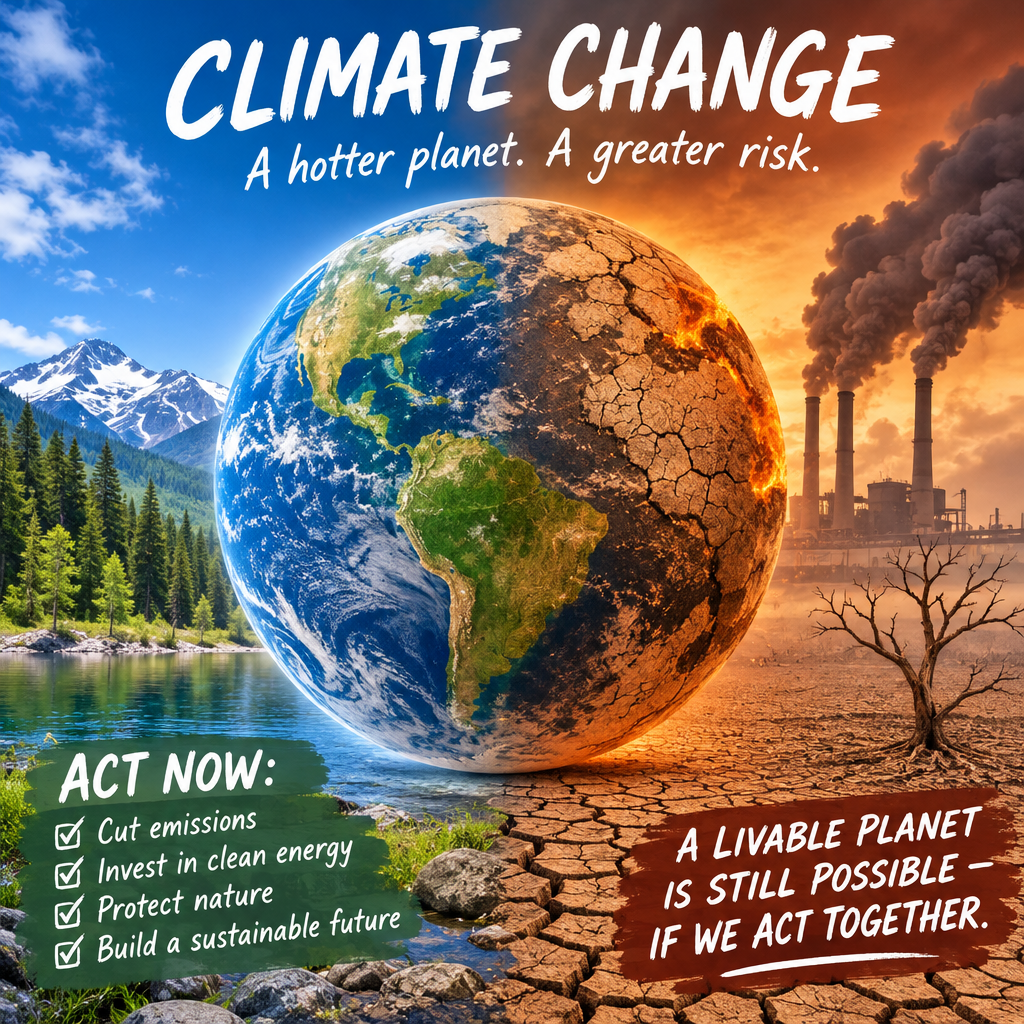 CLIMATE CHANGE
A hotter planet. A greater risk.
ACT NOW:
Cut emissions
Invest in clean energy
Protect nature
Build a sustainable future
A LIVABLE PLANET
IS STILL POSSIBLE –
IF WE ACT TOGETHER.